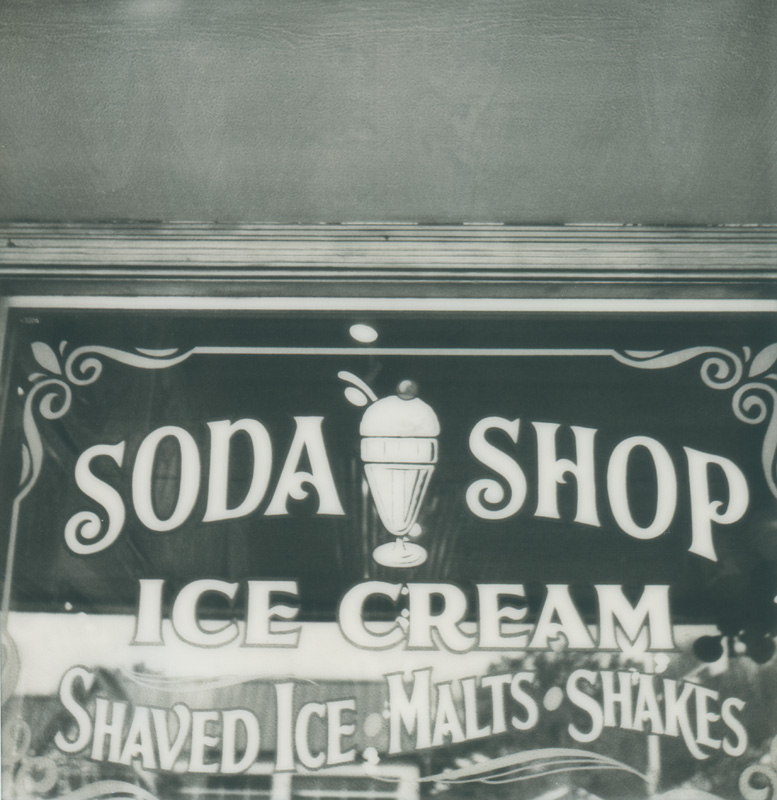 SODA SHOP
ICE CREAM
SHAVED ICE • MALTS • SHAKES